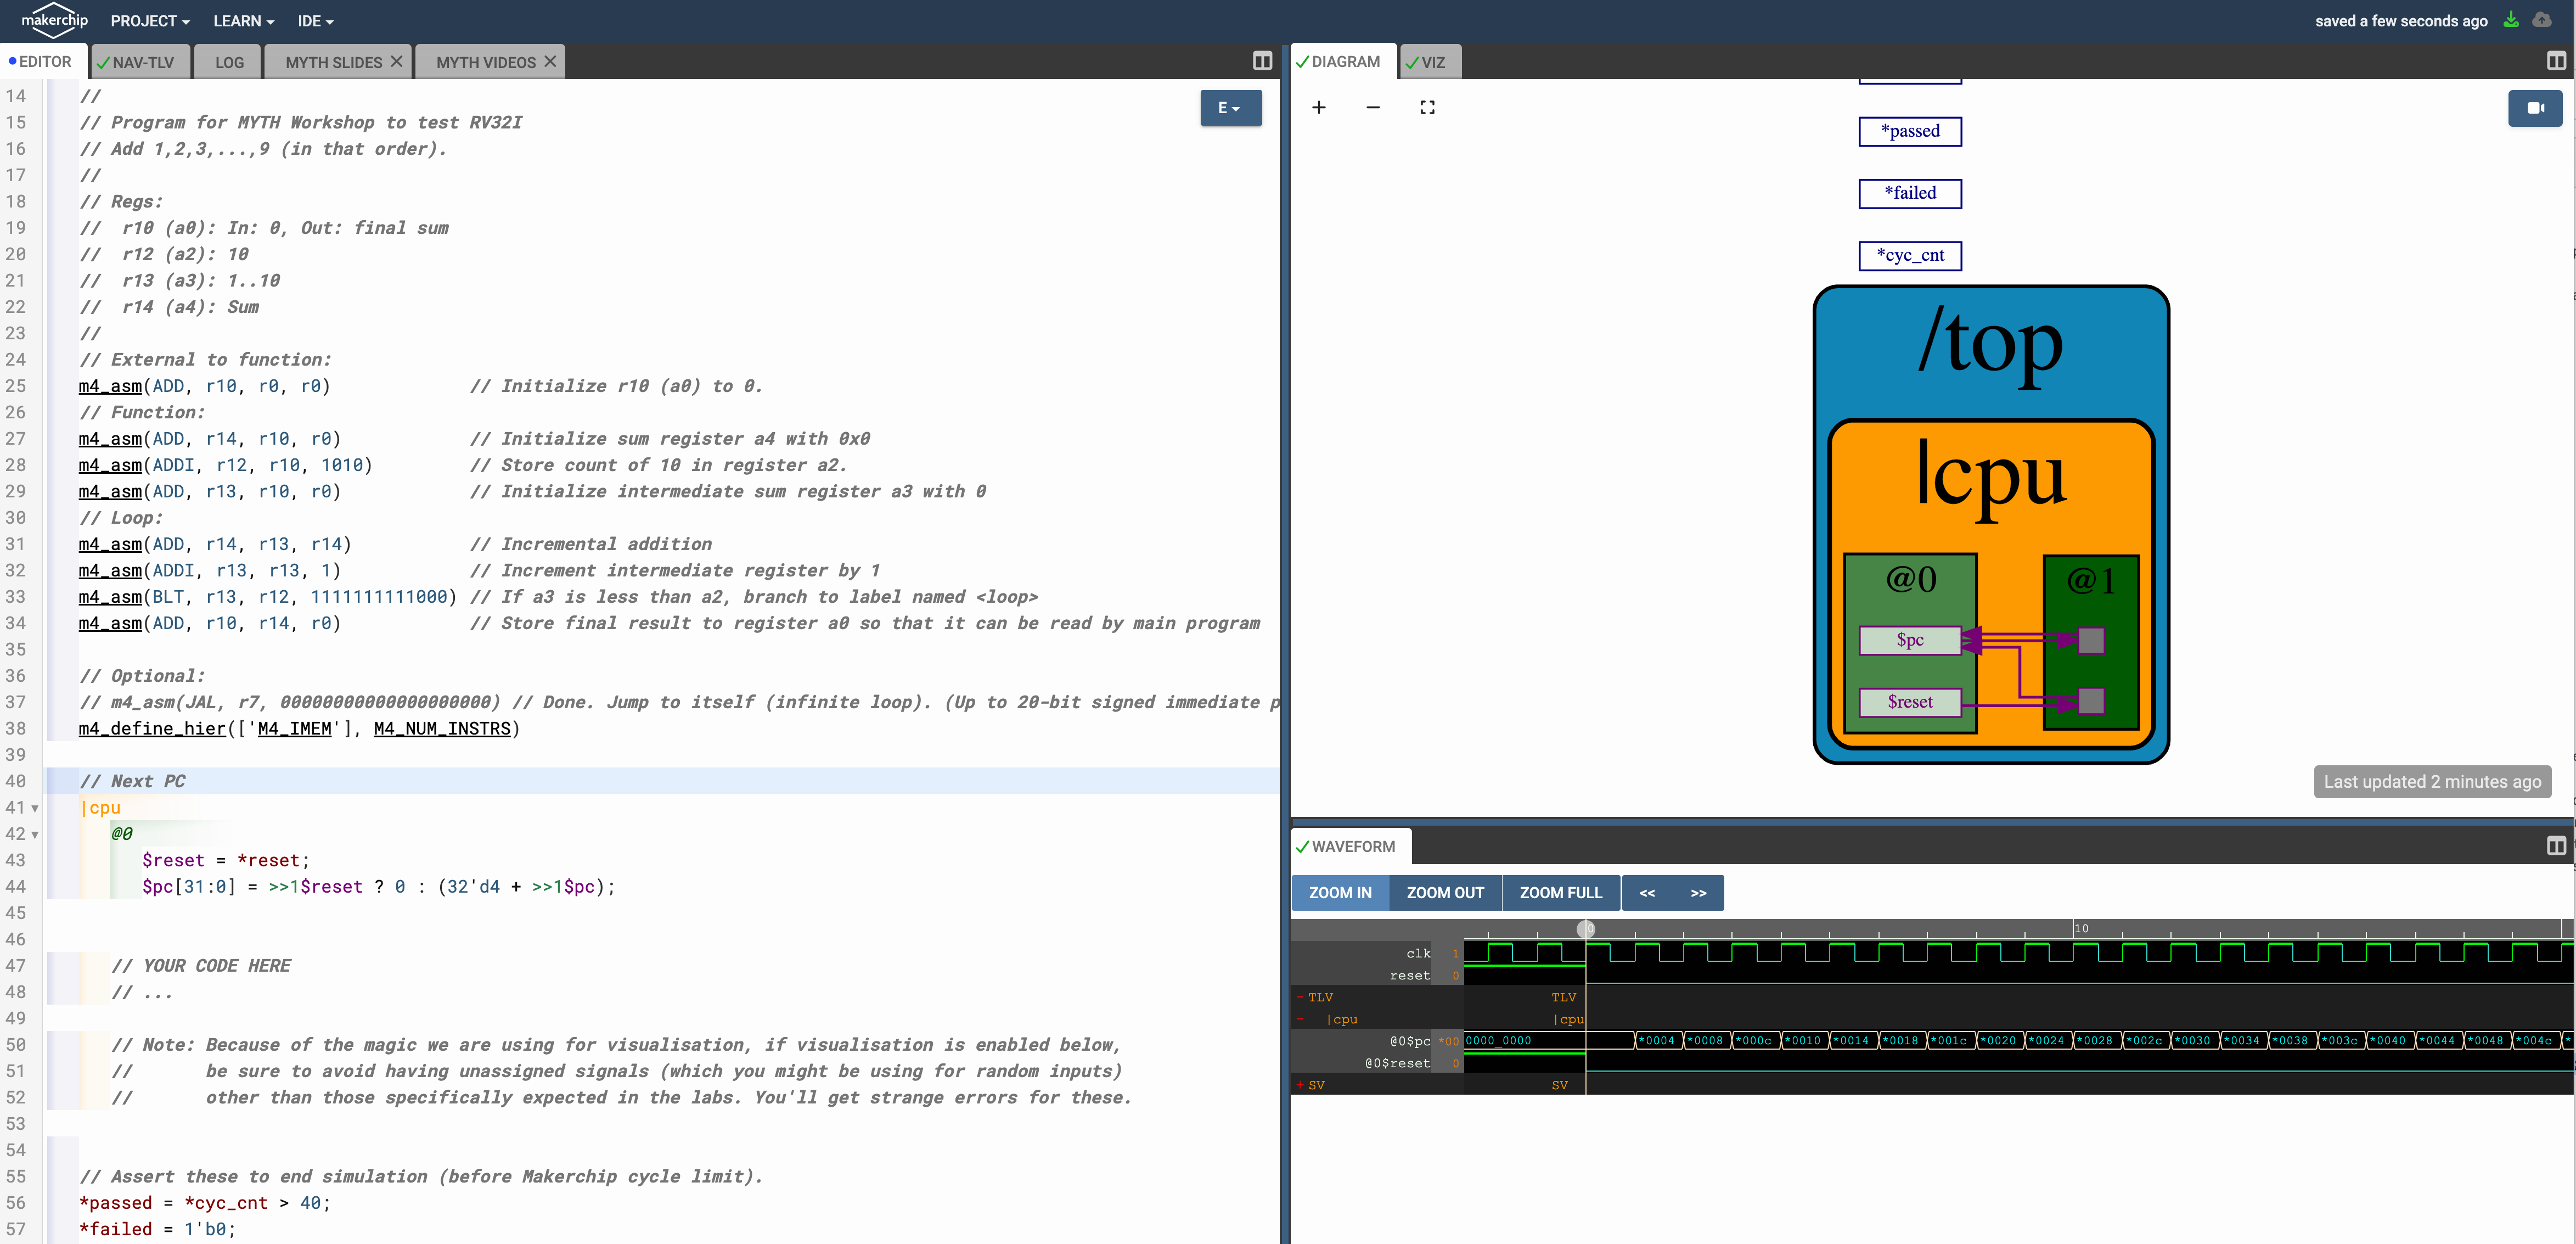 makerchip PROJECT LEARN IDE saved a few seconds ago
EDITOR NAV-TLV LOG MYTH SLIDES MYTH VIDEOS
E
14 //
15 // Program for MYTH Workshop to test RV32I
16 // Add 1,2,3,...,9 (in that order).
17 //
18 // Regs:
19 //  r10 (a0): In: 0, Out: final sum
20 //  r12 (a2): 10
21 //  r13 (a3): 1..10
22 //  r14 (a4): Sum
23 //
24 // External to function:
25 m4_asm(ADD, r10, r0, r0)             // Initialize r10 (a0) to 0.
26 // Function:
27 m4_asm(ADD, r14, r10, r0)            // Initialize sum register a4 with 0x0
28 m4_asm(ADDI, r12, r10, 1010)         // Store count of 10 in register a2.
29 m4_asm(ADD, r13, r10, r0)            // Initialize intermediate sum register a3 with 0
30 // Loop:
31 m4_asm(ADD, r14, r13, r14)           // Incremental addition
32 m4_asm(ADDI, r13, r13, 1)            // Increment intermediate register by 1
33 m4_asm(BLT, r13, r12, 1111111111000) // If a3 is less than a2, branch to label named <loop>
34 m4_asm(ADD, r10, r14, r0)            // Store final result to register a0 so that it can be read by main program
35
36 // Optional:
37 // m4_asm(JAL, r7, 00000000000000000000) // Done. Jump to itself (infinite loop). (Up to 20-bit signed immediate p
38 m4_define_hier(['M4_IMEM'], M4_NUM_INSTRS)
39
40 // Next PC
41 |cpu
42 @0
43 $reset = *reset;
44 $pc[31:0] = >>1$reset ? 0 : (32'd4 + >>1$pc);
45
46
47 // YOUR CODE HERE
48 // ...
49
50 // Note: Because of the magic we are using for visualisation, if visualisation is enabled below,
51 //       be sure to avoid having unassigned signals (which you might be using for random inputs)
52 //       other than those specifically expected in the labs. You'll get strange errors for these.
53
54
55 // Assert these to end simulation (before Makerchip cycle limit).
56 *passed = *cyc_cnt > 40;
57 *failed = 1'b0;
DIAGRAM VIZ
*passed
*failed
*cyc_cnt
/top
|cpu
@0 @1
$pc
$reset
Last updated 2 minutes ago
WAVEFORM
ZOOM IN ZOOM OUT ZOOM FULL << >>
0 10
clk 1
reset 0
- TLV TLV
- |cpu |cpu
@0$pc *00 0000_0000 *0004 *0008 *000c *0010 *0014 *0018 *001c *0020 *0024 *0028 *002c *0030 *0034 *0038 *003c *0040 *0044 *0048 *004c *
@0$reset 0
+ SV SV